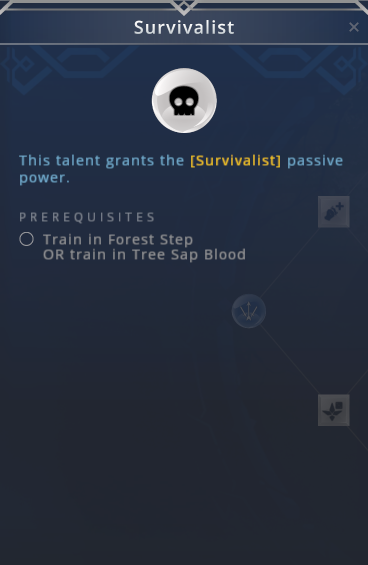 Survivalist
This talent grants the [Survivalist] passive
power.
PREREQUISITES
Train in Forest Step
OR train in Tree Sap Blood